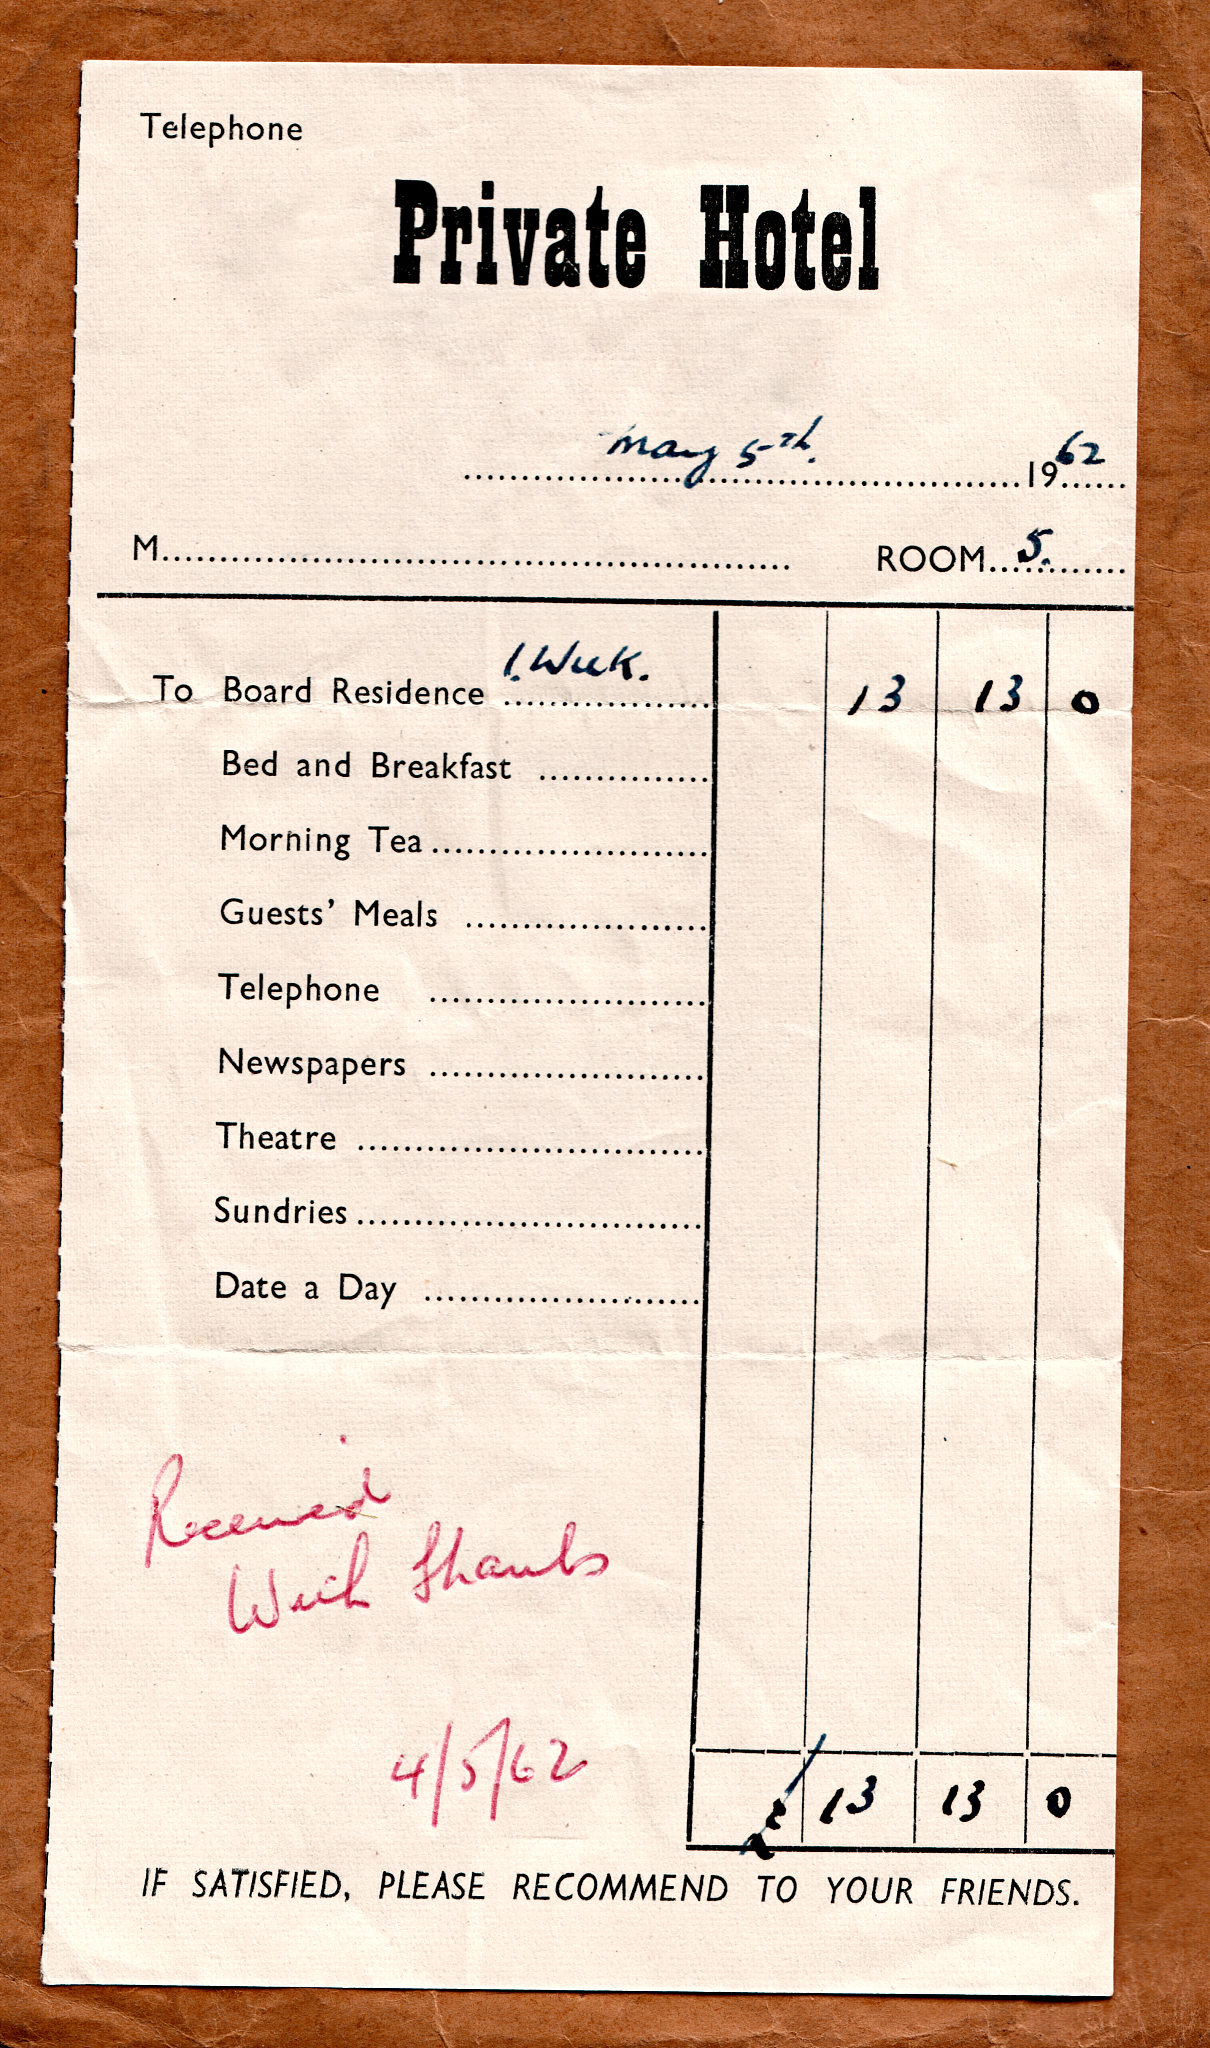 Telephone
Private Hotel
May 5th. 1962
M ROOM 5.
To Board Residence 1. Week. 13 13 0
Bed and Breakfast
Morning Tea
Guests' Meals
Telephone
Newspapers
Theatre
Sundries
Date a Day
Received
With Thanks
4/5/62
£ 13 13 0
IF SATISFIED, PLEASE RECOMMEND TO YOUR FRIENDS.